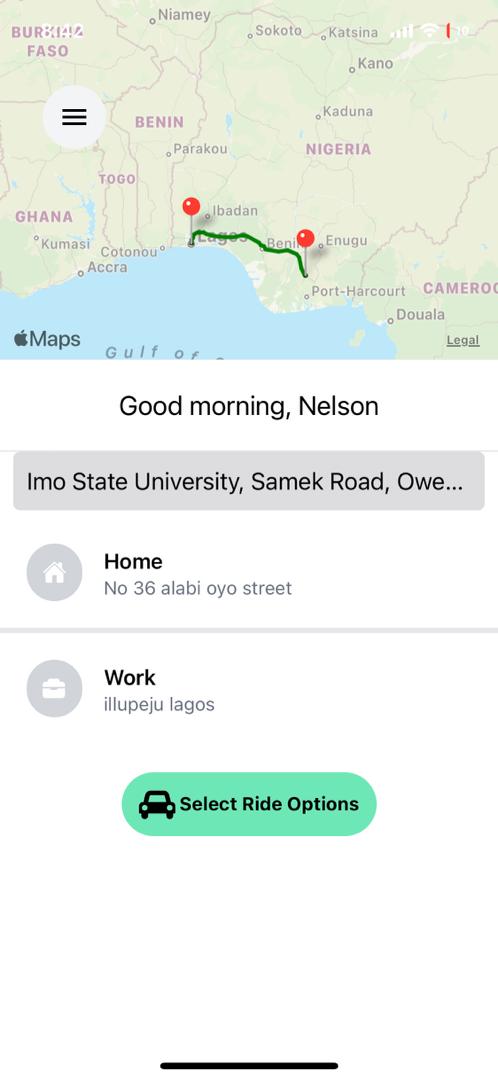 Niamey
BURKINA
FASO
8:42
Sokoto
Katsina
10
Kano
Kaduna
BENIN
NIGERIA
Parakou
TOGO
Ibadan
GHANA
Lagos
Kumasi
Cotonou
Benin
Enugu
Accra
CAMEROO
Port-Harcourt
Douala
Maps
Legal
Gulf of
Good morning, Nelson
Imo State University, Samek Road, Owe...
Home
No 36 alabi oyo street
Work
illupeju lagos
Select Ride Options